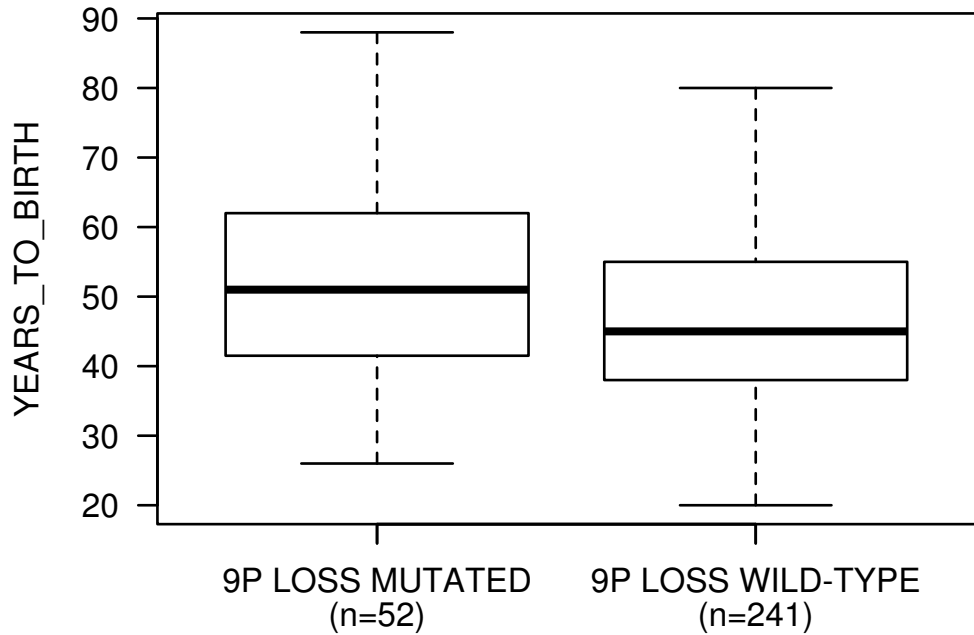 YEARS_TO_BIRTH
90
80
70
60
50
40
30
20
9P LOSS MUTATED
(n=52)
9P LOSS WILD-TYPE
(n=241)